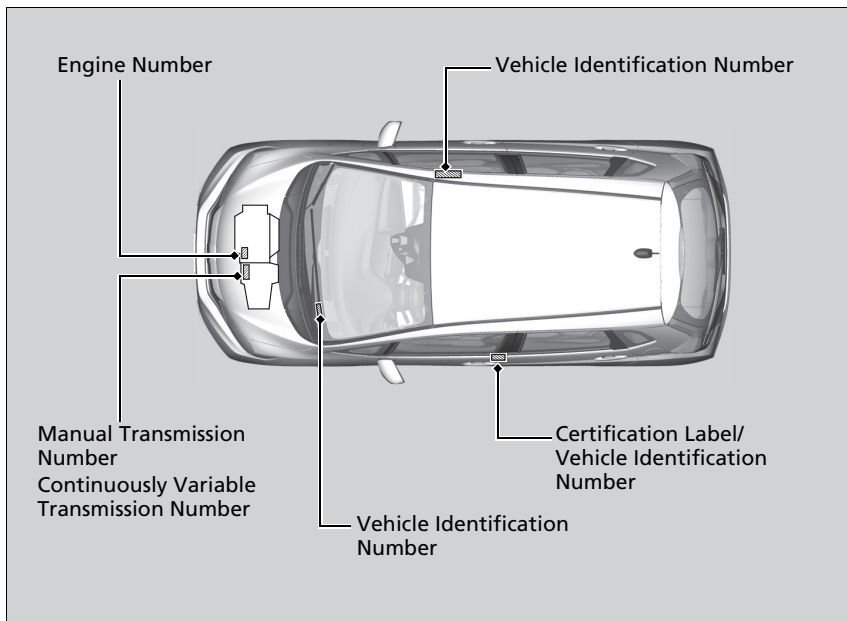 Engine Number
Vehicle Identification Number
Manual Transmission
Number
Continuously Variable
Transmission Number
Certification Label/
Vehicle Identification
Number
Vehicle Identification
Number